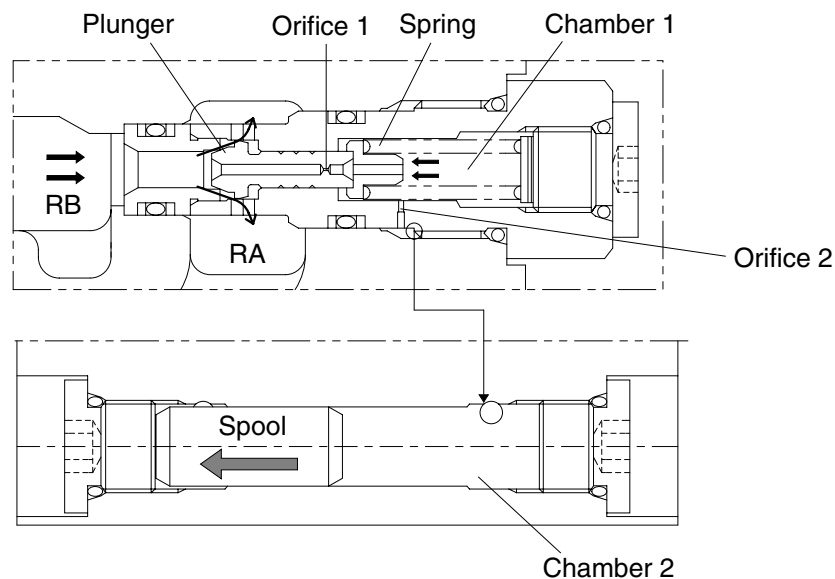 Plunger
Orifice 1
Spring
Chamber 1
RB
RA
Orifice 2
Spool
Chamber 2